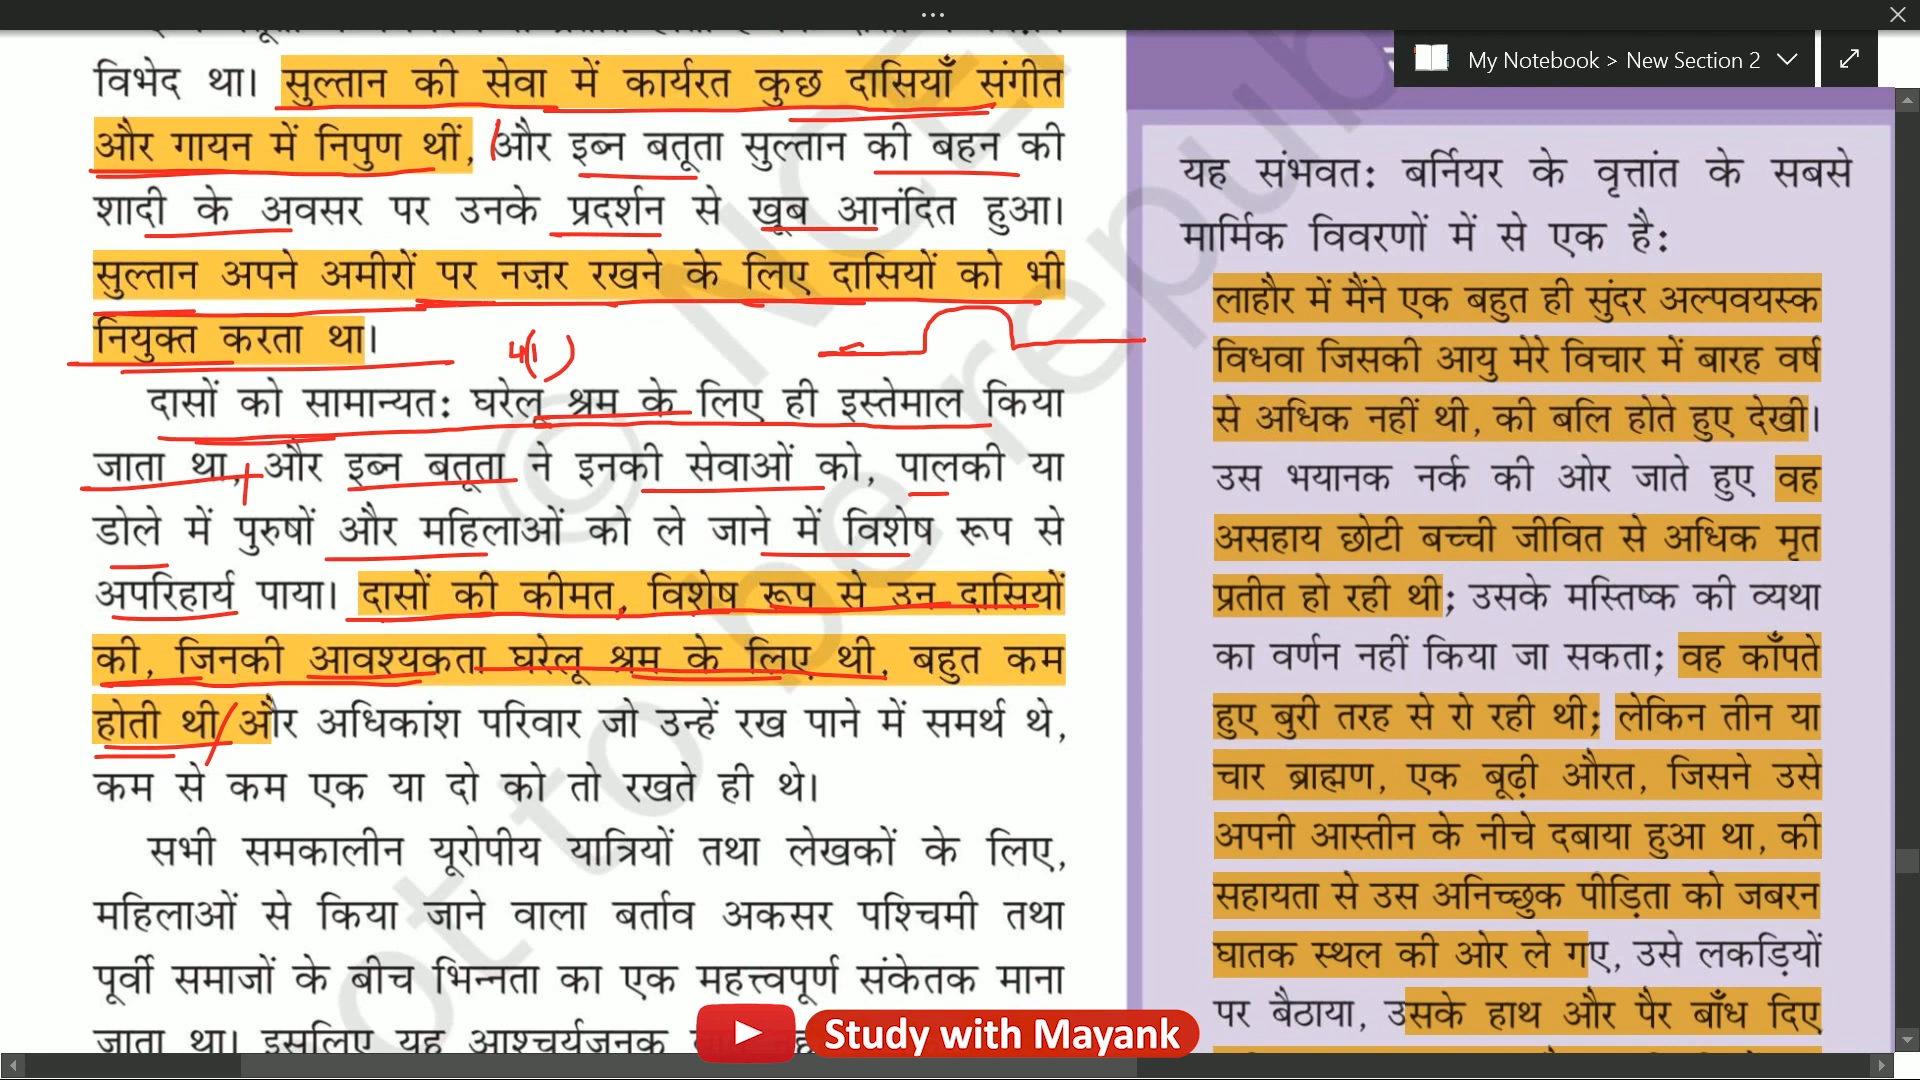 My Notebook > New Section 2
विभेद था। सुल्तान की सेवा में कार्यरत कुछ दासियाँ संगीत
और गायन में निपुण थीं, और इब्न बतूता सुल्तान की बहन की
शादी के अवसर पर उनके प्रदर्शन से खूब आनंदित हुआ।
सुल्तान अपने अमीरों पर नज़र रखने के लिए दासियों को भी
नियुक्त करता था।
दासों को सामान्यत: घरेलू श्रम के लिए ही इस्तेमाल किया
जाता था, और इब्न बतूता ने इनकी सेवाओं को, पालकी या
डोले में पुरुषों और महिलाओं को ले जाने में विशेष रूप से
अपरिहार्य पाया। दासों की कीमत, विशेष रूप से उन दासियों
की, जिनकी आवश्यकता घरेलू श्रम के लिए थी, बहुत कम
होती थी और अधिकांश परिवार जो उन्हें रख पाने में समर्थ थे,
कम से कम एक या दो को तो रखते ही थे।
सभी समकालीन यूरोपीय यात्रियों तथा लेखकों के लिए,
महिलाओं से किया जाने वाला बर्ताव अकसर पश्चिमी तथा
पूर्वी समाजों के बीच भिन्नता का एक महत्त्वपूर्ण संकेतक माना
जाता था। इसलिए यह आश्चर्यजनक
यह संभवत: बर्नियर के वृत्तांत के सबसे
मार्मिक विवरणों में से एक है:
लाहौर में मैंने एक बहुत ही सुंदर अल्पवयस्क
विधवा जिसकी आयु मेरे विचार में बारह वर्ष
से अधिक नहीं थी, की बलि होते हुए देखी।
उस भयानक नर्क की ओर जाते हुए वह
असहाय छोटी बच्ची जीवित से अधिक मृत
प्रतीत हो रही थी; उसके मस्तिष्क की व्यथा
का वर्णन नहीं किया जा सकता; वह काँपते
हुए बुरी तरह से रो रही थी; लेकिन तीन या
चार ब्राह्मण, एक बूढ़ी औरत, जिसने उसे
अपनी आस्तीन के नीचे दबाया हुआ था, की
सहायता से उस अनिच्छुक पीड़िता को जबरन
घातक स्थल की ओर ले गए, उसे लकड़ियों
पर बैठाया, उसके हाथ और पैर बाँध दिए
Study with Mayank